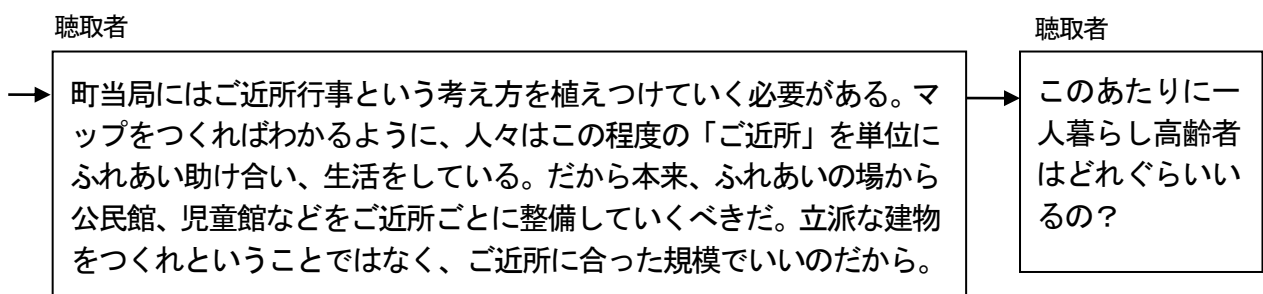 聴取者
町当局にはご近所行事という考え方を植えつけていく必要がある。マ
ップをつくればわかるように、人々はこの程度の「ご近所」を単位に
ふれあい助け合い、生活をしている。だから本来、ふれあいの場から
公民館、児童館などをご近所ごとに整備していくべきだ。立派な建物
をつくれということではなく、ご近所に合った規模でいいのだから。
聴取者
このあたりに一
人暮らし高齢者
はどれぐらいい
るの？